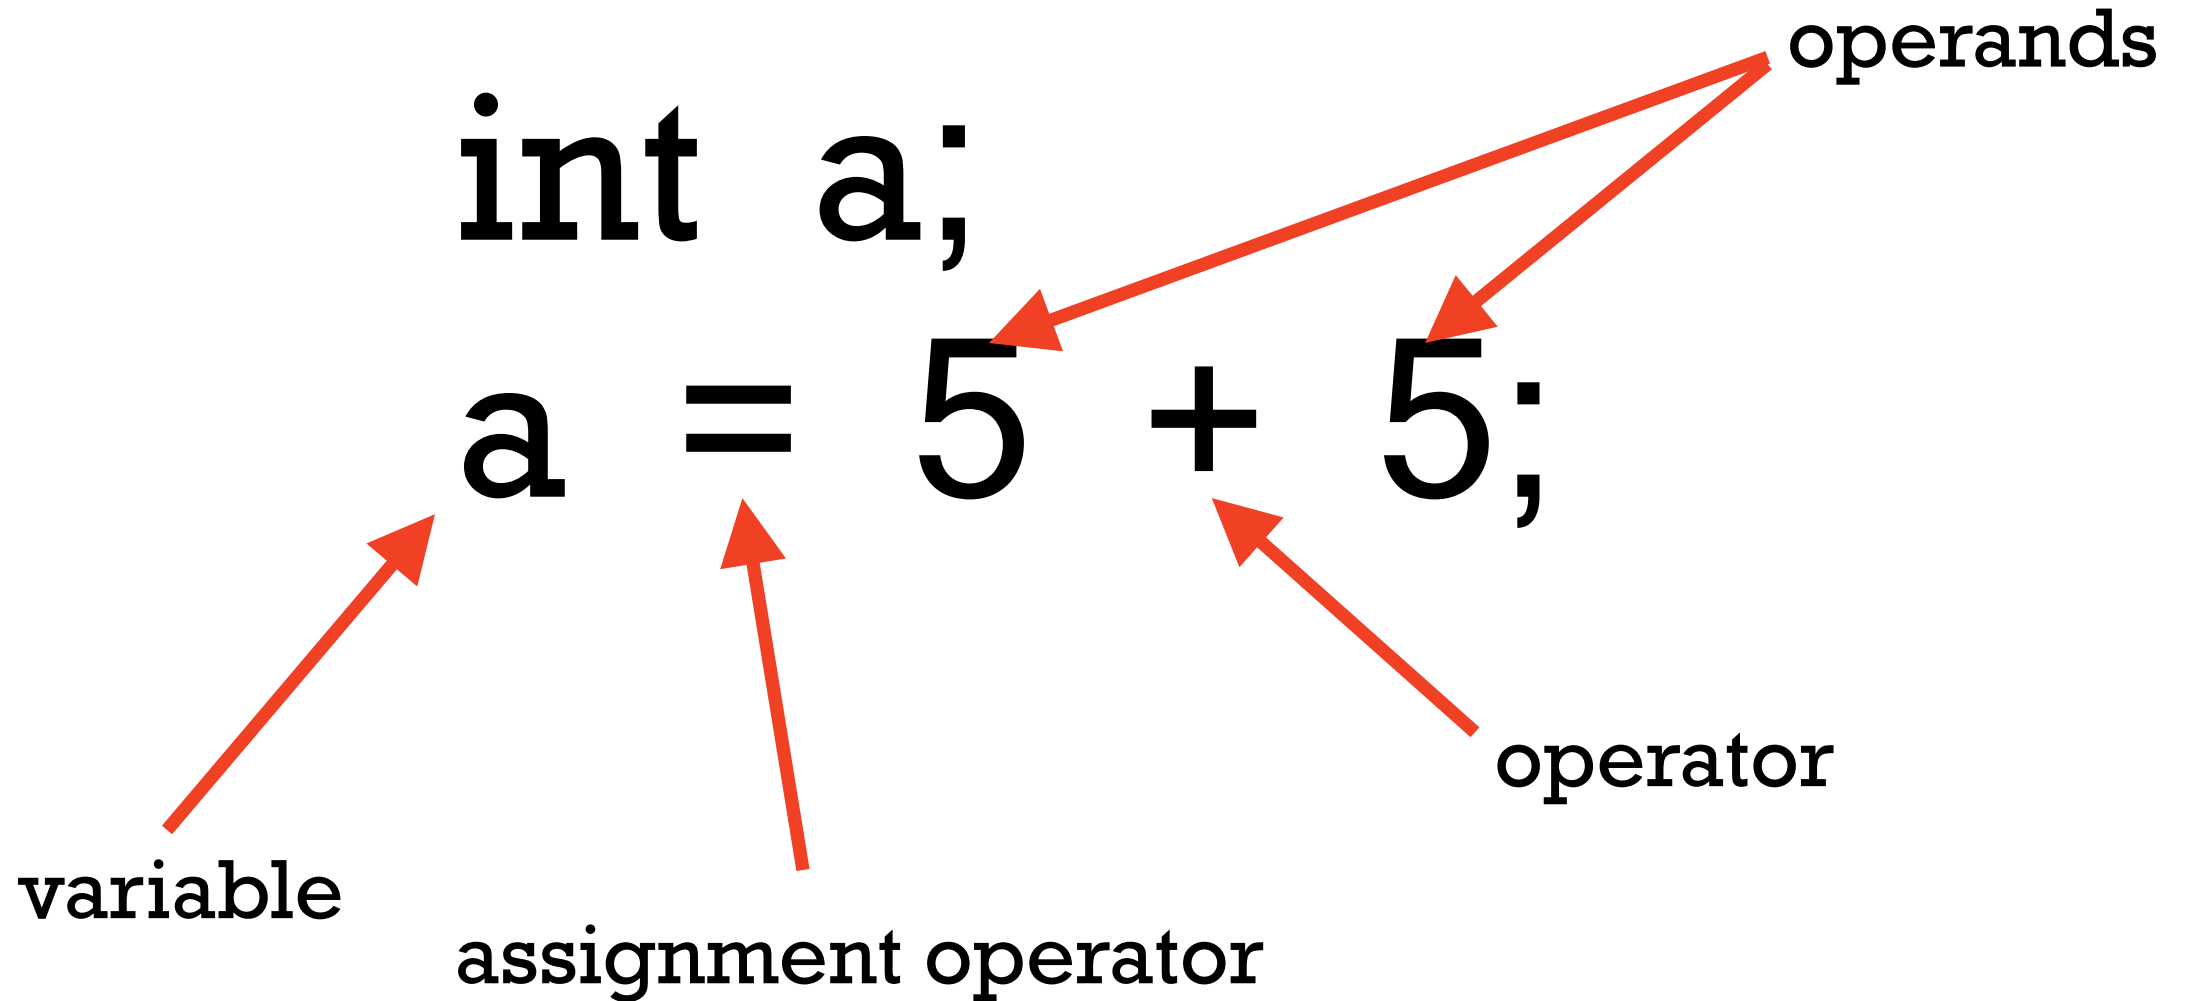 operands
int a;
a = 5 + 5;
operator
variable
assignment operator